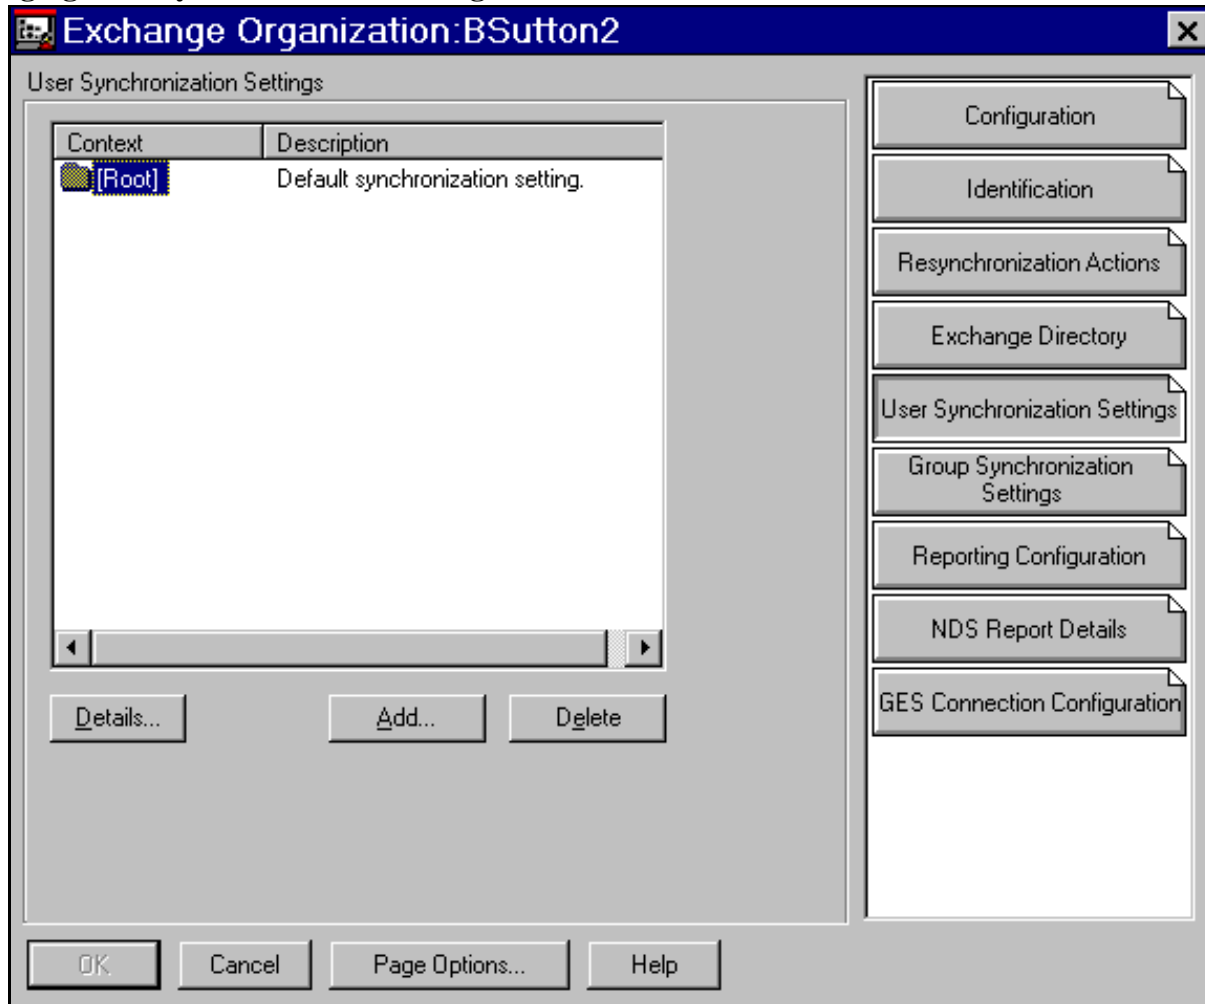 Exchange Organization:BSutton2
User Synchronization Settings
Context Description
[Root] Default synchronization setting.
Details... Add... Delete
OK Cancel Page Options... Help
Configuration
Identification
Resynchronization Actions
Exchange Directory
User Synchronization Settings
Group Synchronization
Settings
Reporting Configuration
NDS Report Details
GES Connection Configuration